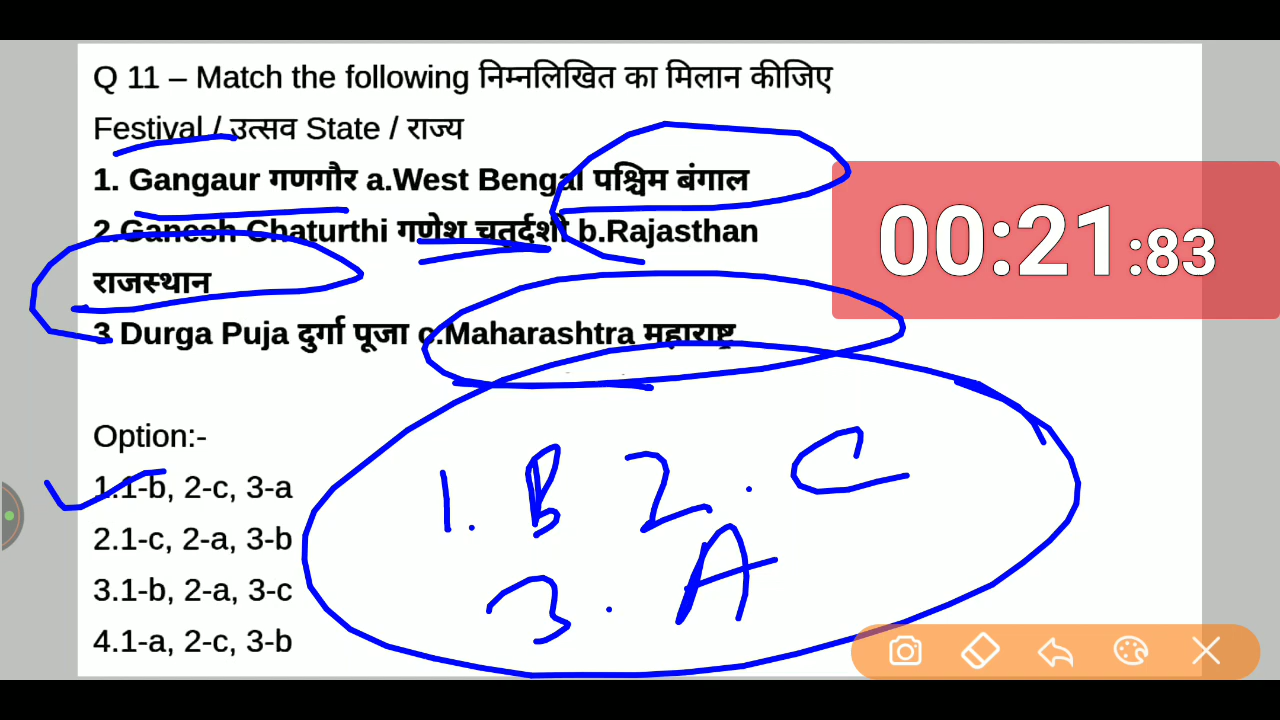 Q 11 – Match the following निम्नलिखित का मिलान कीजिए
Festival / उत्सव State / राज्य
1. Gangaur गणगौर a.West Bengal पश्चिम बंगाल
2.Ganesh Chaturthi गणेश चतुर्दशी b.Rajasthan
राजस्थान
3 Durga Puja दुर्गा पूजा c.Maharashtra महाराष्ट्र
00:21:83
Option:-
1.1-b, 2-c, 3-a
2.1-c, 2-a, 3-b
3.1-b, 2-a, 3-c
4.1-a, 2-c, 3-b
1. B 2. C
3. A